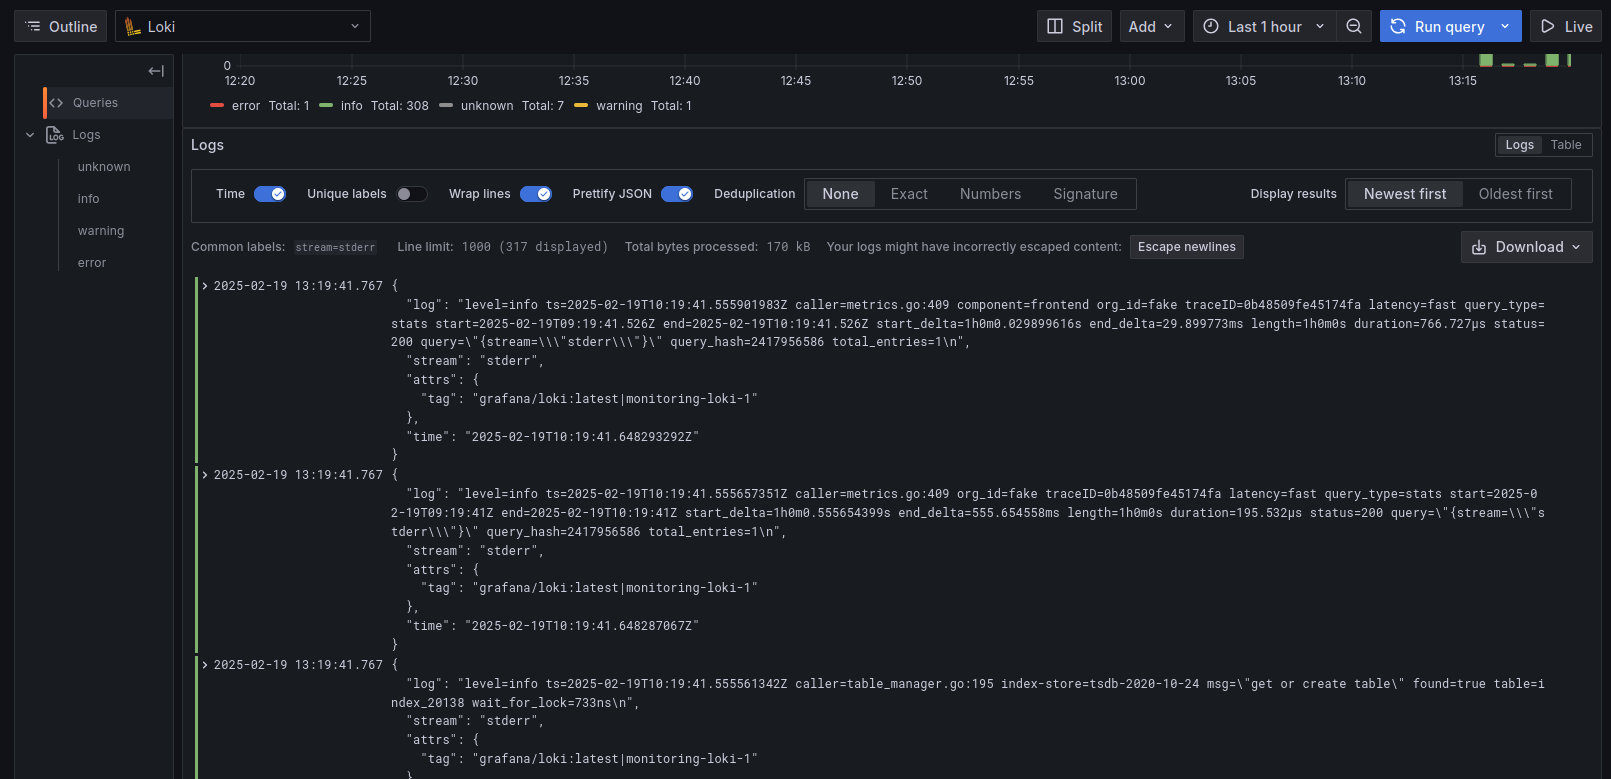 Outline
Loki
Split
Add
Last 1 hour
Run query
Live
Queries
Logs
unknown
info
warning
error
0
12:20 12:25 12:30 12:35 12:40 12:45 12:50 12:55 13:00 13:05 13:10 13:15
error Total: 1 info Total: 308 unknown Total: 7 warning Total: 1
Logs
Logs Table
Time Unique labels Wrap lines Prettify JSON Deduplication None Exact Numbers Signature Display results Newest first Oldest first
Common labels: stream=stderr Line limit: 1000 (317 displayed) Total bytes processed: 170 kB Your logs might have incorrectly escaped content: Escape newlines Download
2025-02-19 13:19:41.767 {
"log": "level=info ts=2025-02-19T10:19:41.555901983Z caller=metrics.go:409 component=frontend org_id=fake traceID=0b48509fe45174fa latency=fast query_type=
stats start=2025-02-19T09:19:41.526Z end=2025-02-19T10:19:41.526Z start_delta=1h0m0.029899616s end_delta=29.899773ms length=1h0m0s duration=766.727µs status=
200 query=\"{stream=\\\"stderr\\\"}\" query_hash=2417956586 total_entries=1\n",
"stream": "stderr",
"attrs": {
"tag": "grafana/loki:latest|monitoring-loki-1"
},
"time": "2025-02-19T10:19:41.648293292Z"
}
2025-02-19 13:19:41.767 {
"log": "level=info ts=2025-02-19T10:19:41.555657351Z caller=metrics.go:409 org_id=fake traceID=0b48509fe45174fa latency=fast query_type=stats start=2025-0
2-19T09:19:41Z end=2025-02-19T10:19:41Z start_delta=1h0m0.555654399s end_delta=555.654558ms length=1h0m0s duration=195.532µs status=200 query=\"{stream=\\\"s
tderr\\\"}\" query_hash=2417956586 total_entries=1\n",
"stream": "stderr",
"attrs": {
"tag": "grafana/loki:latest|monitoring-loki-1"
},
"time": "2025-02-19T10:19:41.648287067Z"
}
2025-02-19 13:19:41.767 {
"log": "level=info ts=2025-02-19T10:19:41.555561342Z caller=table_manager.go:195 index-store=tsdb-2020-10-24 msg=\"get or create table\" found=true table=i
ndex_20138 wait_for_lock=733ns\n",
"stream": "stderr",
"attrs": {
"tag": "grafana/loki:latest|monitoring-loki-1"
},